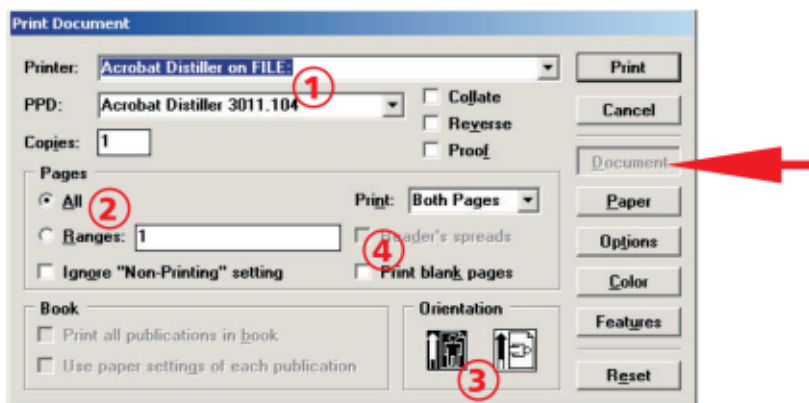 Print Document
Printer: Acrobat Distiller on FILE: Print
①
PPD: Acrobat Distiller 3011.104 Collate Cancel
Reverse
Copies: 1 Proof
Document
Pages
All ② Print: Both Pages Paper
Ranges: 1 Reader's spreads Options
④
Ignore "Non-Printing" setting Print blank pages
Color
Book Orientation
Print all publications in book Features
Use paper settings of each publication
③ Reset